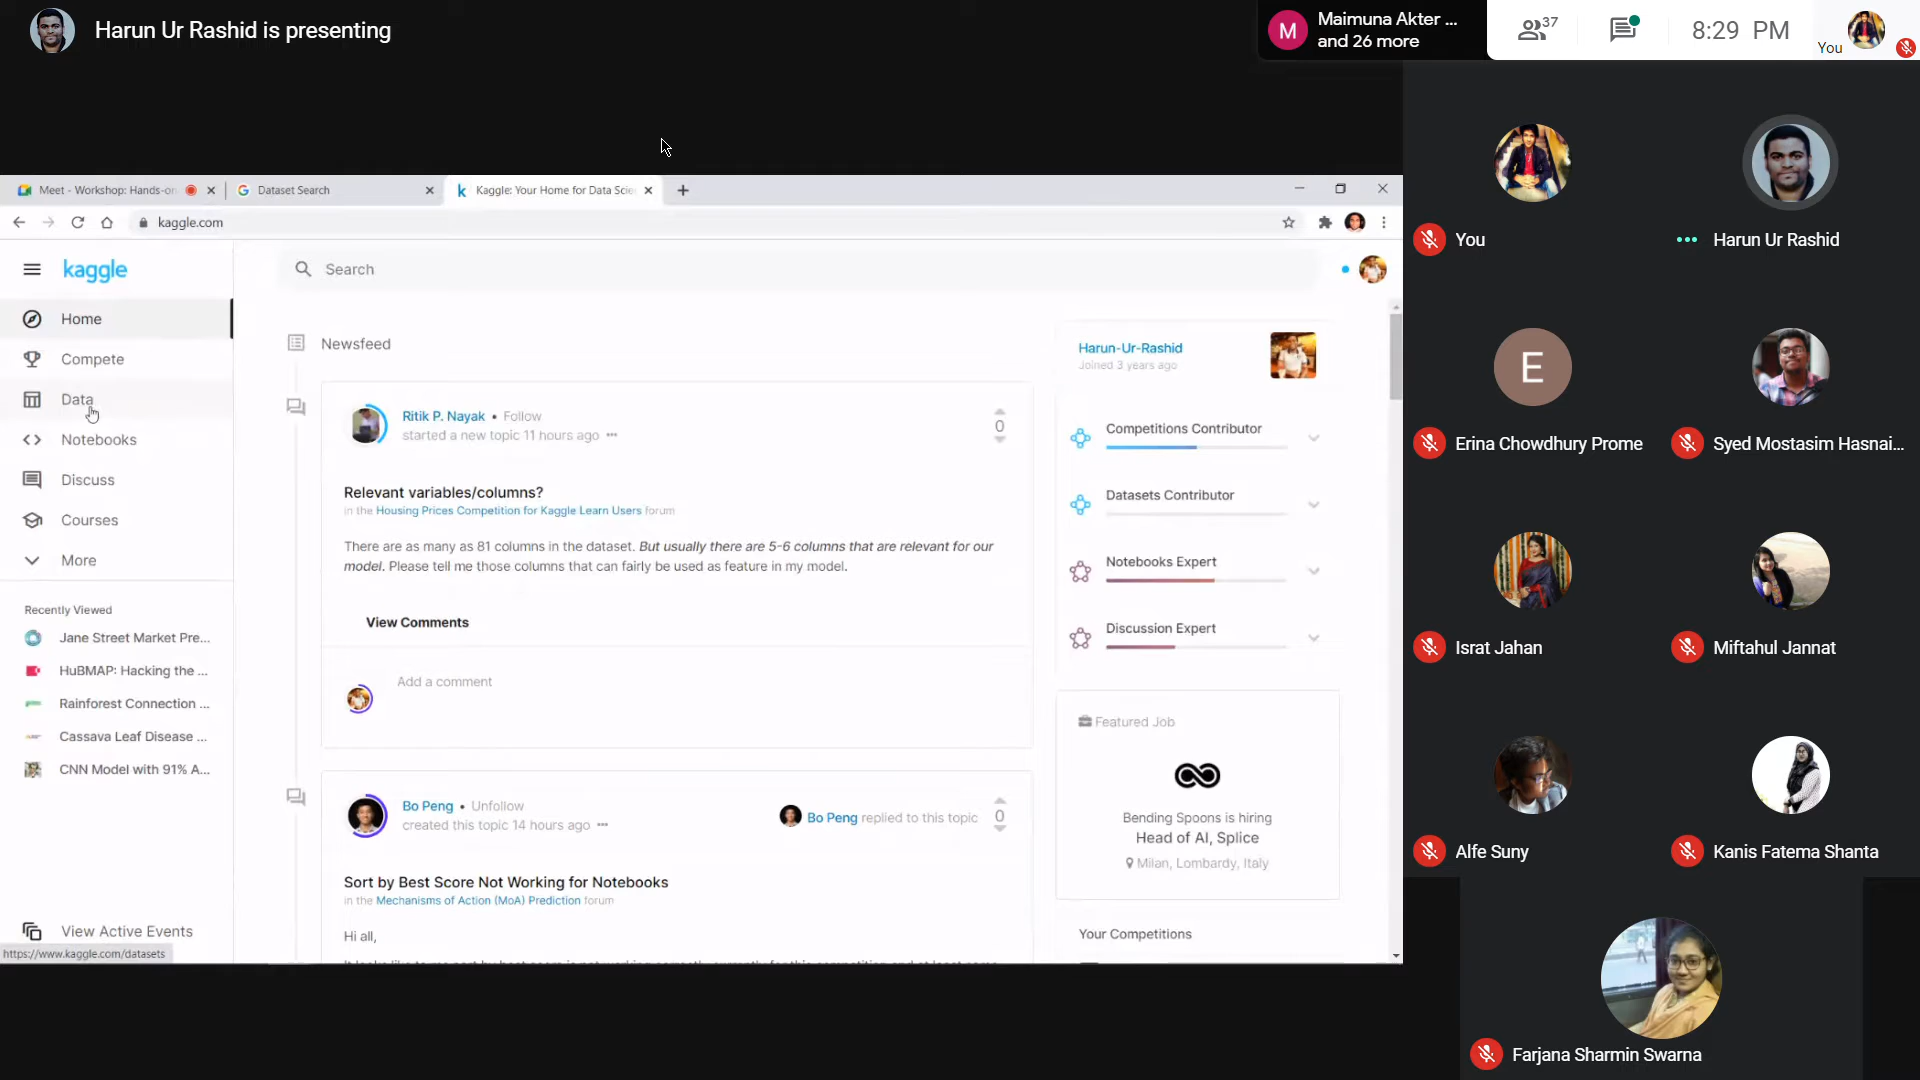 Harun Ur Rashid is presenting
M
Maimuna Akter ...
and 26 more
37
8:29 PM
You
Meet - Workshop: Hands-on
Dataset Search
Kaggle: Your Home for Data Scie
kaggle.com
kaggle
Search
Home
Compete
Data
Notebooks
Discuss
Courses
More
Recently Viewed
Jane Street Market Pre...
HuBMAP: Hacking the ...
Rainforest Connection ...
Cassava Leaf Disease ...
CNN Model with 91% A...
View Active Events
https://www.kaggle.com/datasets
Newsfeed
Ritik P. Nayak • Follow
started a new topic 11 hours ago •••
0
Relevant variables/columns?
in the Housing Prices Competition for Kaggle Learn Users forum
There are as many as 81 columns in the dataset. But usually there are 5-6 columns that are relevant for our
model. Please tell me those columns that can fairly be used as feature in my model.
View Comments
Add a comment
Bo Peng • Unfollow
created this topic 14 hours ago •••
Bo Peng replied to this topic
0
Sort by Best Score Not Working for Notebooks
in the Mechanisms of Action (MoA) Prediction forum
Hi all,
Harun-Ur-Rashid
Joined 3 years ago
Competitions Contributor
Datasets Contributor
Notebooks Expert
Discussion Expert
Featured Job
Bending Spoons is hiring
Head of AI, Splice
Milan, Lombardy, Italy
Your Competitions
You
Harun Ur Rashid
E
Erina Chowdhury Prome
Syed Mostasim Hasnai...
Israt Jahan
Miftahul Jannat
Alfe Suny
Kanis Fatema Shanta
Farjana Sharmin Swarna